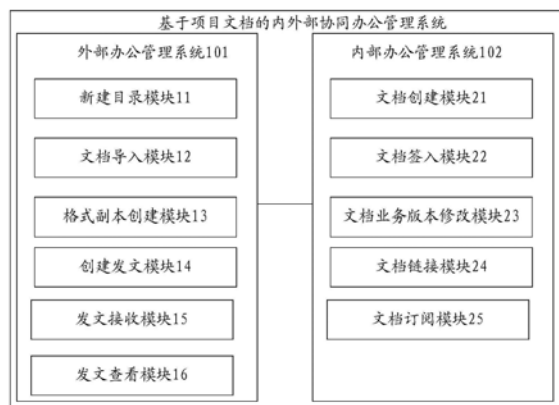 基于项目文档的内外部协同办公管理系统
外部办公管理系统101
新建目录模块11
文档导入模块12
格式副本创建模块13
创建发文模块14
发文接收模块15
发文查看模块16
内部办公管理系统102
文档创建模块21
文档签入模块22
文档业务版本修改模块23
文档链接模块24
文档订阅模块25